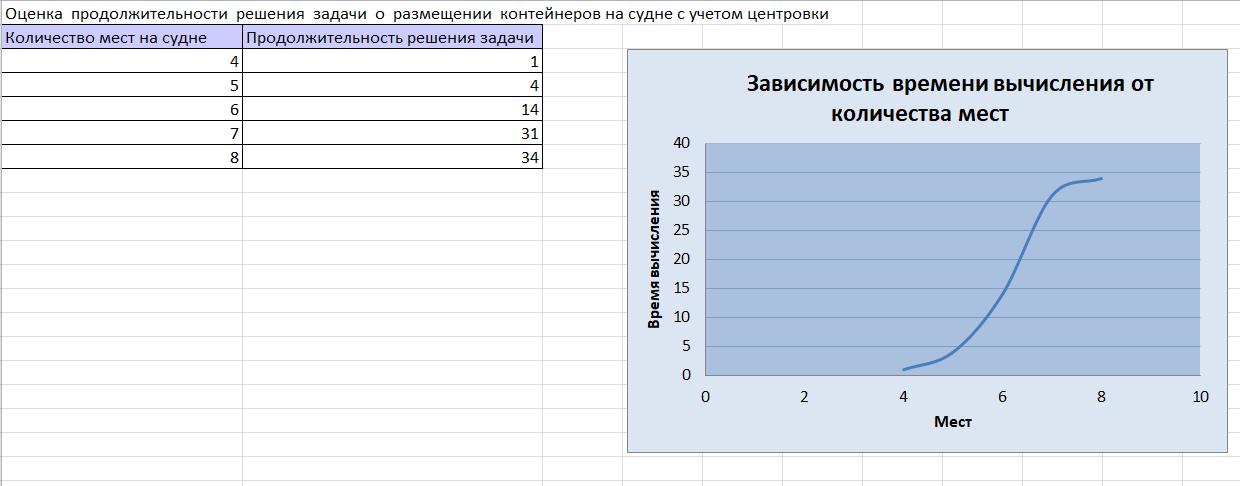 Оценка продолжительности решения задачи о размещении контейнеров на судне с учетом центровки
Количество мест на судне Продолжительность решения задачи
4 1
5 4
6 14
7 31
8 34
Зависимость времени вычисления от
количества мест
40
35
30
25
20
15
10
5
0
Время вычисления
0 2 4 6 8 10
Мест